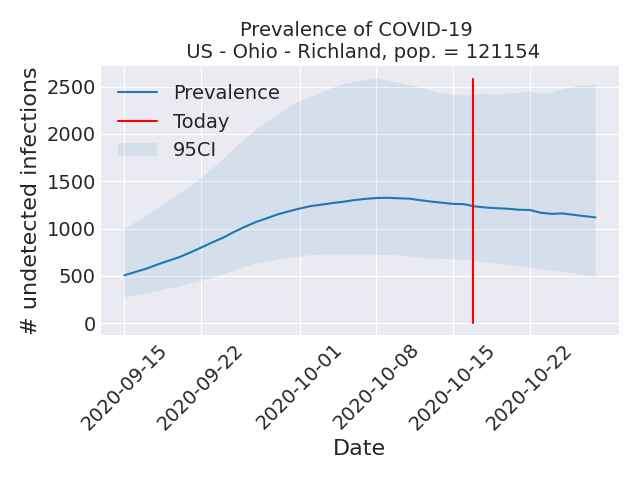 Prevalence of COVID-19
US - Ohio - Richland, pop. = 121154
# undetected infections
2500
2000
1500
1000
500
0
Prevalence
Today
95CI
2020-09-15
2020-09-22
2020-10-01
2020-10-08
2020-10-15
2020-10-22
Date